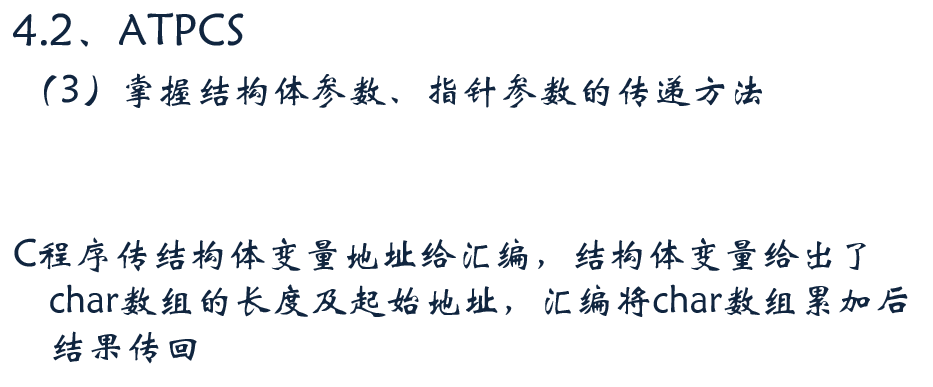 4.2、ATPCS
（3）掌握结构体参数、指针参数的传递方法
C程序传结构体变量地址给汇编，结构体变量给出了
char数组的长度及起始地址，汇编将char数组累加后
结果传回